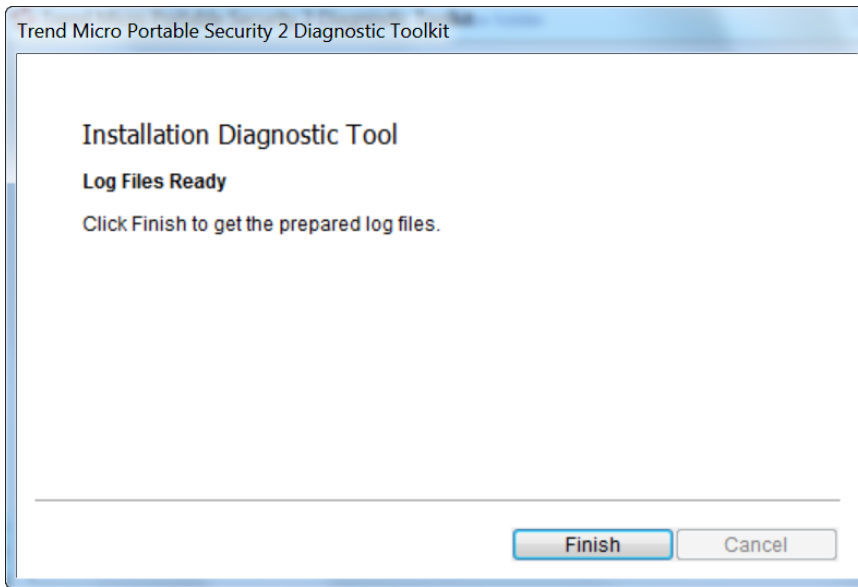 Trend Micro Portable Security 2 Diagnostic Toolkit
Installation Diagnostic Tool
Log Files Ready
Click Finish to get the prepared log files.
Finish
Cancel